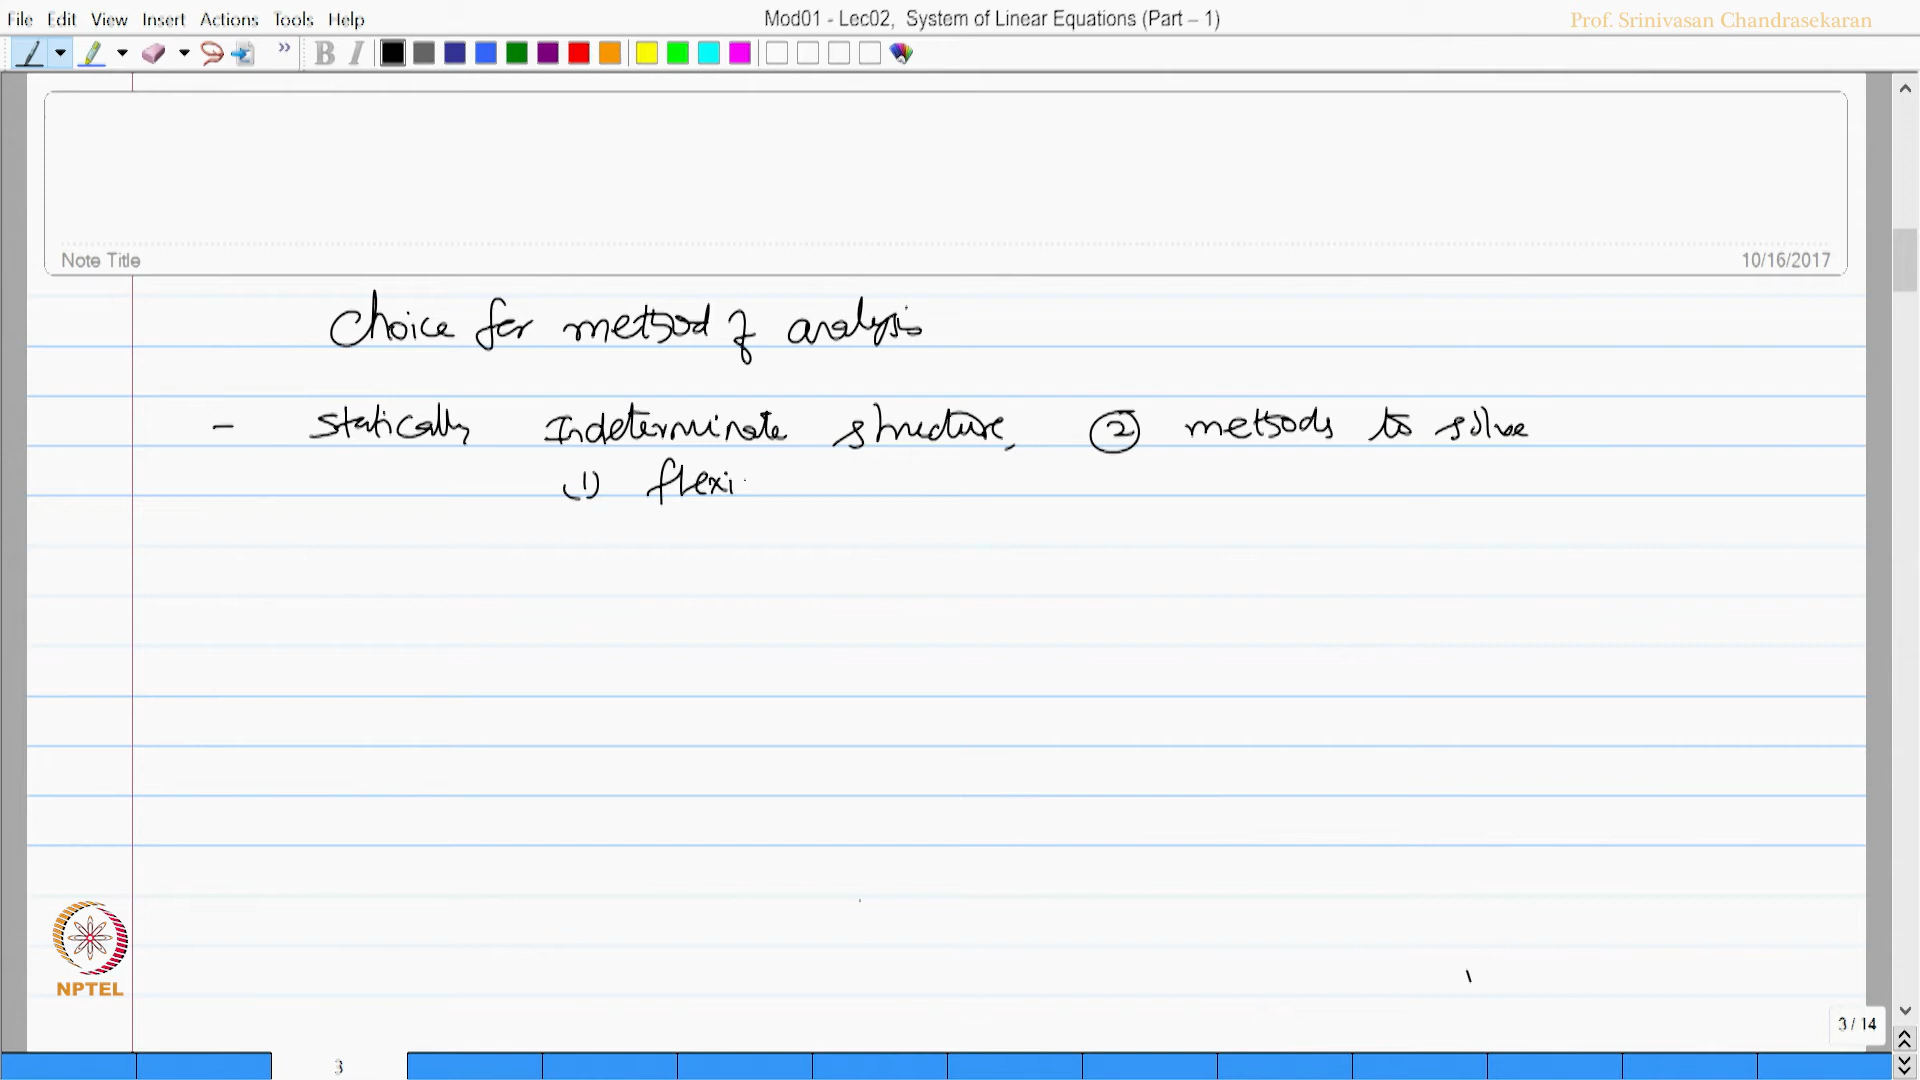 File Edit View Insert Actions Tools Help
Mod01 - Lec02, System of Linear Equations (Part – 1)
Prof. Srinivasan Chandrasekaran
B I
Note Title
10/16/2017
Choice for method of analysis
- statically Indeterminate structure, ② methods to solve
(1) flexi
NPTEL
3 / 14
3